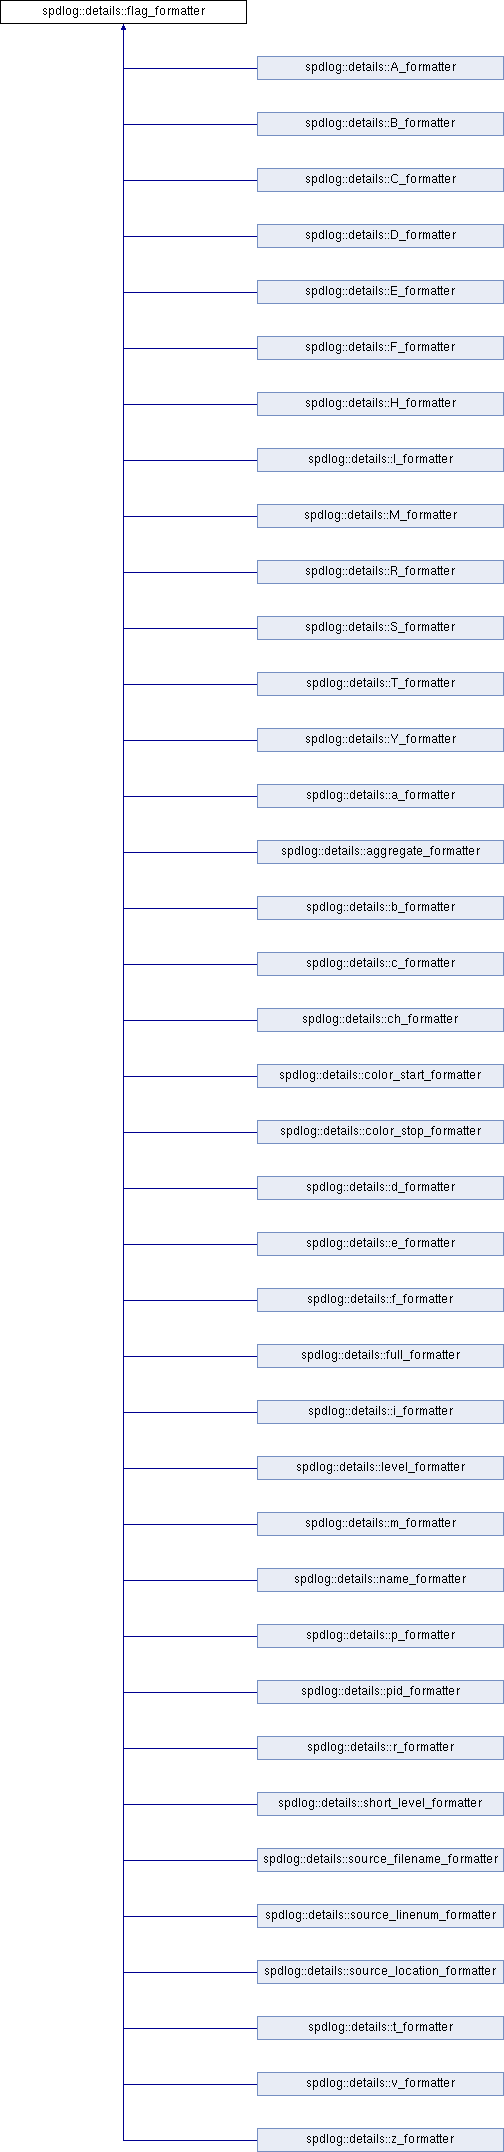 spdlog::details::flag_formatter
spdlog::details::A_formatter
spdlog::details::B_formatter
spdlog::details::C_formatter
spdlog::details::D_formatter
spdlog::details::E_formatter
spdlog::details::F_formatter
spdlog::details::H_formatter
spdlog::details::I_formatter
spdlog::details::M_formatter
spdlog::details::R_formatter
spdlog::details::S_formatter
spdlog::details::T_formatter
spdlog::details::Y_formatter
spdlog::details::a_formatter
spdlog::details::aggregate_formatter
spdlog::details::b_formatter
spdlog::details::c_formatter
spdlog::details::ch_formatter
spdlog::details::color_start_formatter
spdlog::details::color_stop_formatter
spdlog::details::d_formatter
spdlog::details::e_formatter
spdlog::details::f_formatter
spdlog::details::full_formatter
spdlog::details::i_formatter
spdlog::details::level_formatter
spdlog::details::m_formatter
spdlog::details::name_formatter
spdlog::details::p_formatter
spdlog::details::pid_formatter
spdlog::details::r_formatter
spdlog::details::short_level_formatter
spdlog::details::source_filename_formatter
spdlog::details::source_linenum_formatter
spdlog::details::source_location_formatter
spdlog::details::t_formatter
spdlog::details::v_formatter
spdlog::details::z_formatter